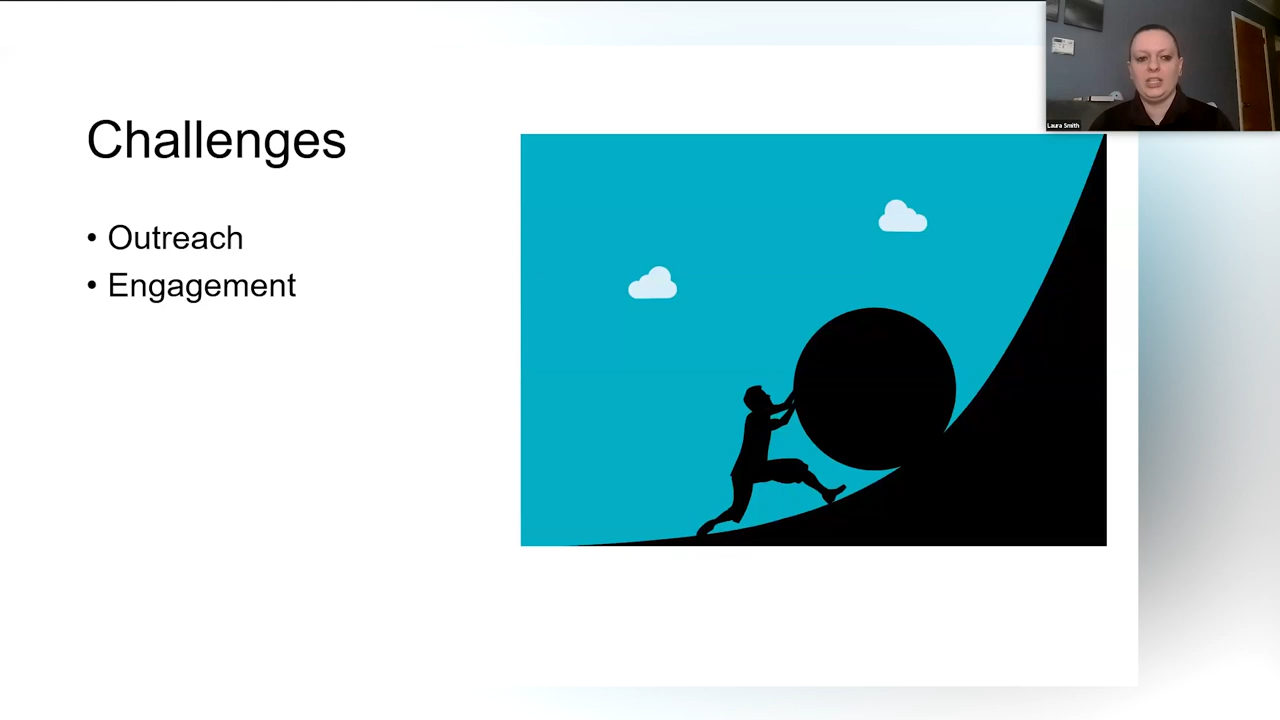 Challenges
• Outreach
• Engagement
Laura Smith